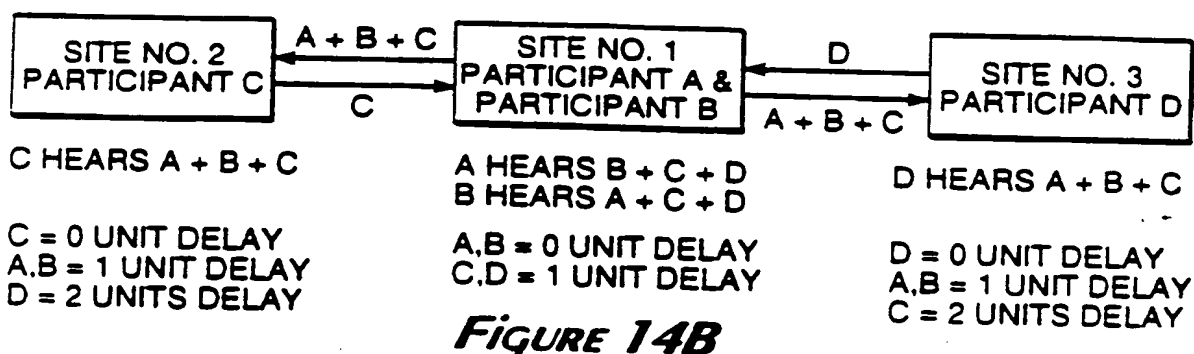 SITE NO. 2
PARTICIPANT C
A + B + C
C
SITE NO. 1
PARTICIPANT A &
PARTICIPANT B
D
A + B + C
SITE NO. 3
PARTICIPANT D
C HEARS A + B + C
C = 0 UNIT DELAY
A,B = 1 UNIT DELAY
D = 2 UNITS DELAY
A HEARS B + C + D
B HEARS A + C + D
A,B = 0 UNIT DELAY
C,D = 1 UNIT DELAY
D HEARS A + B + C
D = 0 UNIT DELAY
A,B = 1 UNIT DELAY
C = 2 UNITS DELAY
FIGURE 14B